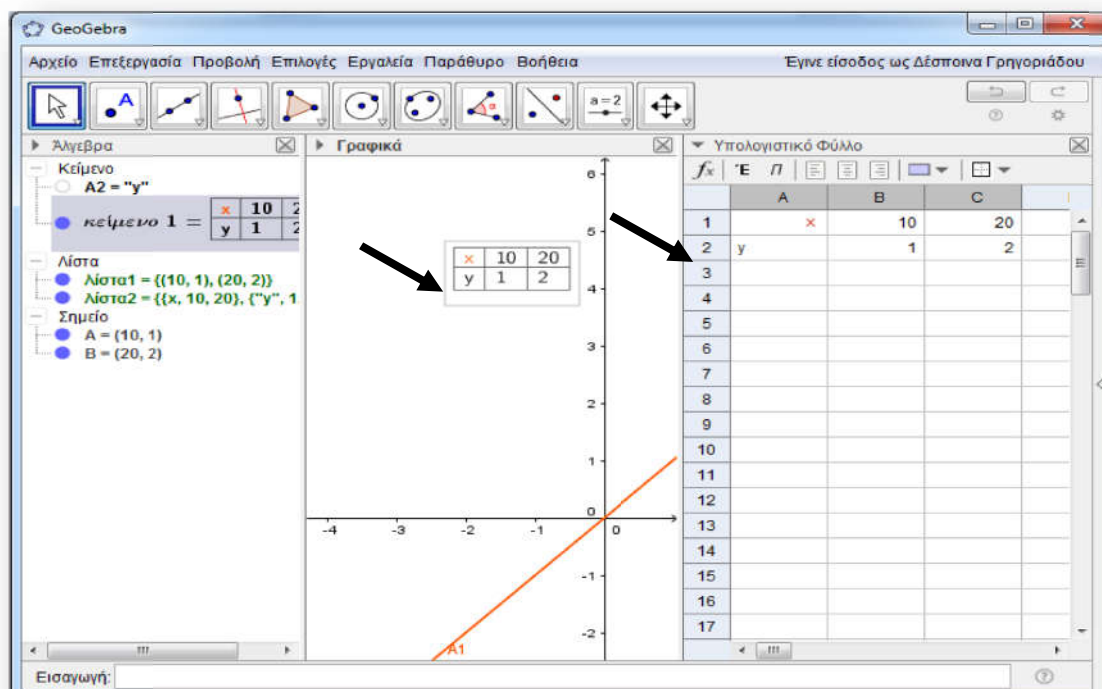 GeoGebra
Αρχείο Επεξεργασία Προβολή Επιλογές Εργαλεία Παράθυρο Βοήθεια Έγινε είσοδος ως Δέσποινα Γρηγοριάδου
A α a = 2
Άλγεβρα
Κείμενο
A2 = "y"
κείμενο 1 =
x 10 2
y 1 2
Λίστα
λίστα1 = {(10, 1), (20, 2)}
λίστα2 = {{x, 10, 20}, {"y", 1
Σημείο
A = (10, 1)
B = (20, 2)
Γραφικά
x 10 20
y 1 2
6
5
4
3
2
1
0
-4 -3 -2 -1 0
-1
-2
A1
Υπολογιστικό Φύλλο
fx Έ Π
A B C
1 x 10 20
2 y 1 2
3
4
5
6
7
8
9
10
11
12
13
14
15
16
17
Εισαγωγή: